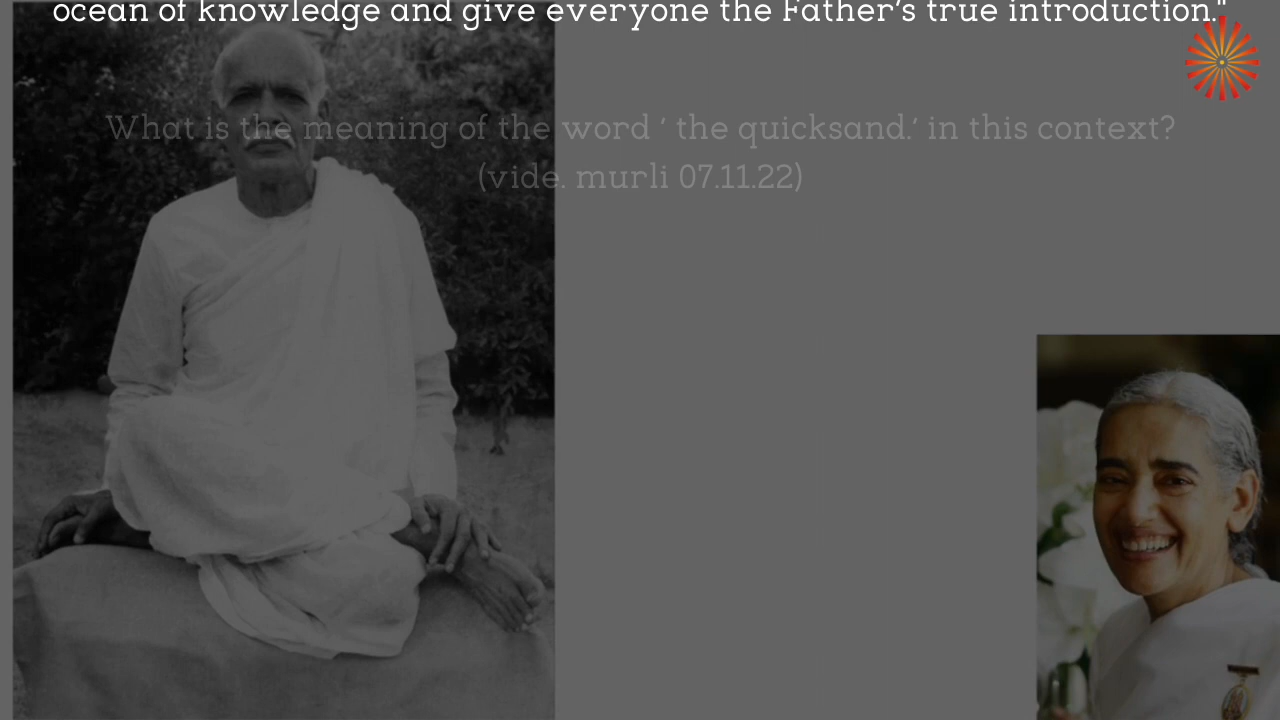 ocean of knowledge and give everyone the Father's true introduction."
What is the meaning of the word ' the quicksand.' in this context?
(vide. murli 07.11.22)